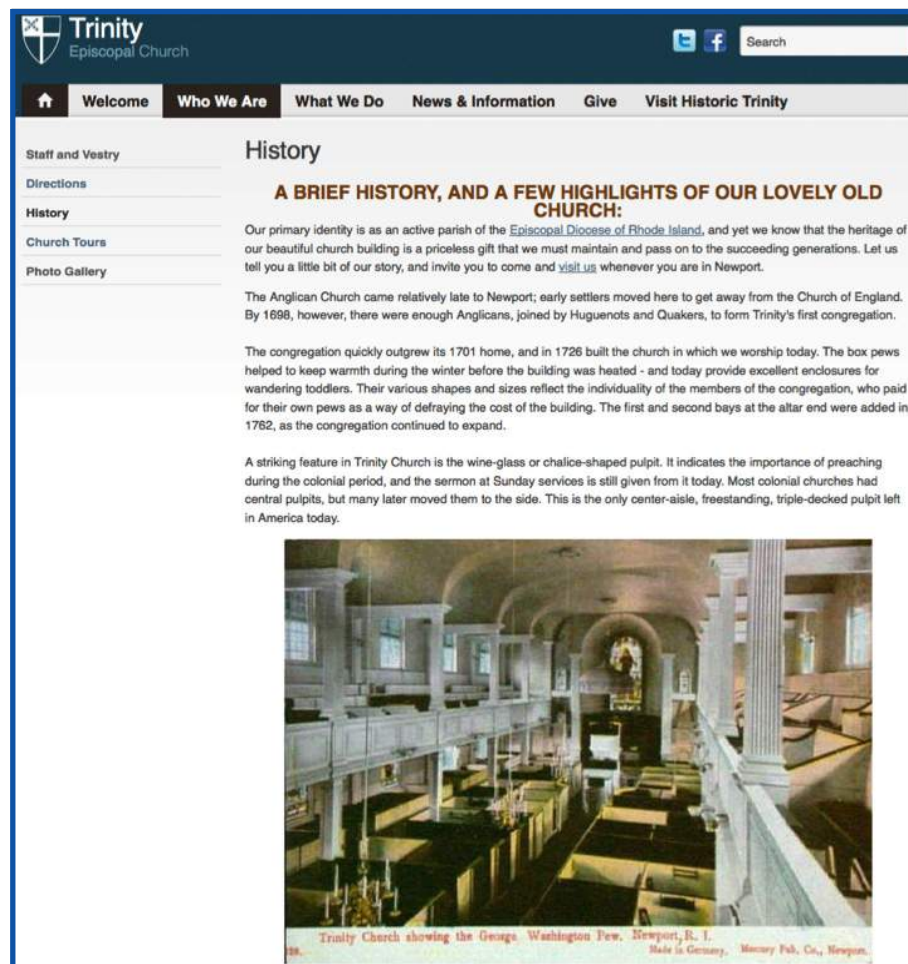 Trinity
Episcopal Church
Search
Welcome
Who We Are
What We Do
News & Information
Give
Visit Historic Trinity
Staff and Vestry
Directions
History
Church Tours
Photo Gallery
History
A BRIEF HISTORY, AND A FEW HIGHLIGHTS OF OUR LOVELY OLD
CHURCH:
Our primary identity is as an active parish of the Episcopal Diocese of Rhode Island, and yet we know that the heritage of
our beautiful church building is a priceless gift that we must maintain and pass on to the succeeding generations. Let us
tell you a little bit of our story, and invite you to come and visit us whenever you are in Newport.
The Anglican Church came relatively late to Newport; early settlers moved here to get away from the Church of England.
By 1698, however, there were enough Anglicans, joined by Huguenots and Quakers, to form Trinity's first congregation.
The congregation quickly outgrew its 1701 home, and in 1726 built the church in which we worship today. The box pews
helped to keep warmth during the winter before the building was heated - and today provide excellent enclosures for
wandering toddlers. Their various shapes and sizes reflect the individuality of the members of the congregation, who paid
for their own pews as a way of defraying the cost of the building. The first and second bays at the altar end were added in
1762, as the congregation continued to expand.
A striking feature in Trinity Church is the wine-glass or chalice-shaped pulpit. It indicates the importance of preaching
during the colonial period, and the sermon at Sunday services is still given from it today. Most colonial churches had
central pulpits, but many later moved them to the side. This is the only center-aisle, freestanding, triple-decked pulpit left
in America today.
Trinity Church showing the George Washington Pew, Newport, R. I.
Made in Germany. Mercury Pub. Co., Newport.